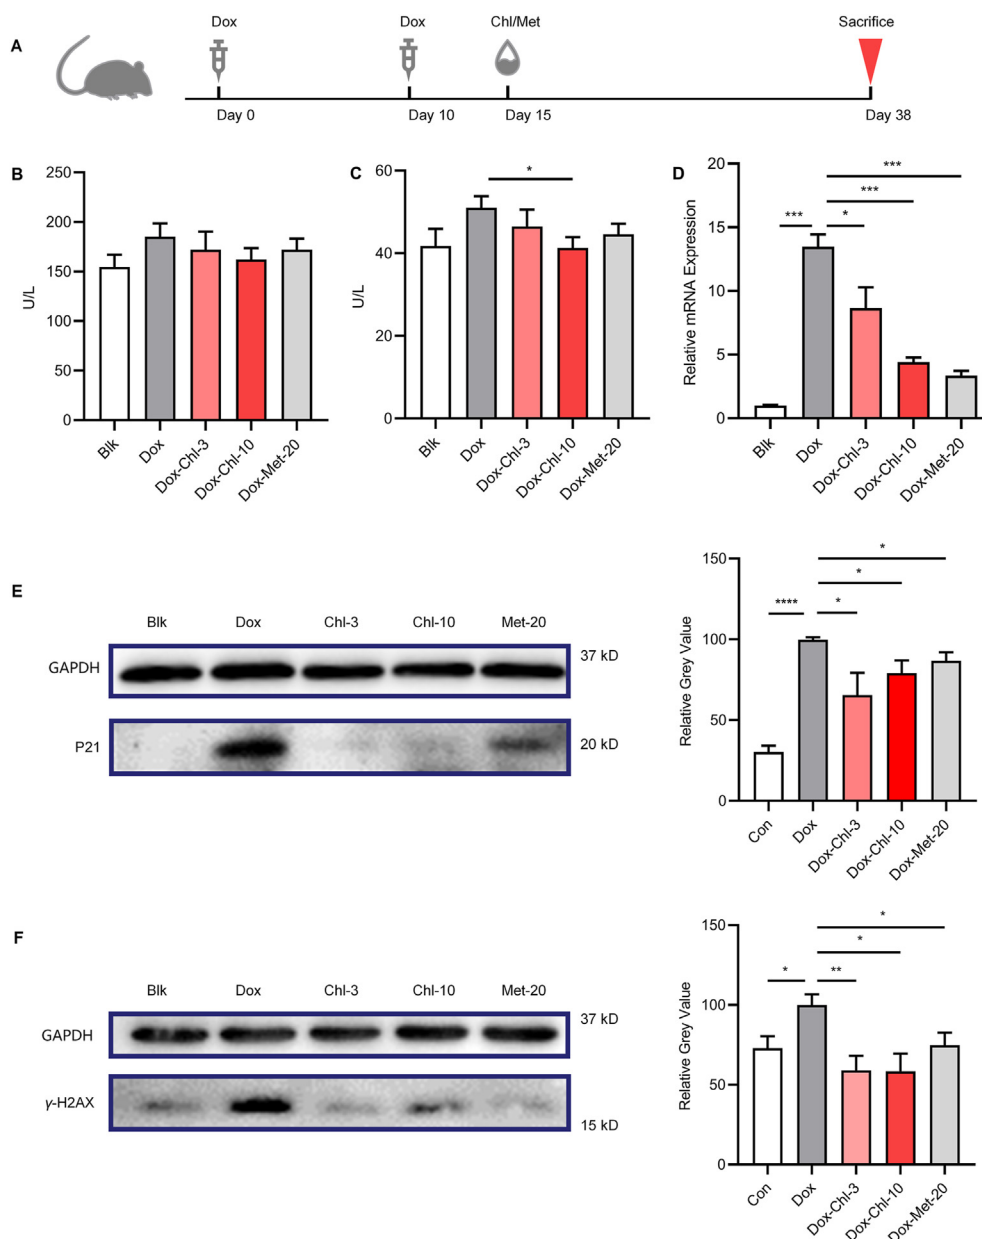 A
Dox
Dox
Chl/Met
Sacrifice
Day 0
Day 10
Day 15
Day 38
B
250
200
150
100
50
0
U/L
Blk
Dox
Dox-Chl-3
Dox-Chl-10
Dox-Met-20
C
60
40
20
0
U/L
*
Blk
Dox
Dox-Chl-3
Dox-Chl-10
Dox-Met-20
D
20
15
10
5
0
Relative mRNA Expression
***
***
***
*
Blk
Dox
Dox-Chl-3
Dox-Chl-10
Dox-Met-20
E
Blk Dox Chl-3 Chl-10 Met-20
GAPDH
37 kD
P21
20 kD
150
100
50
0
Relative Grey Value
*
*
****
*
Con
Dox
Dox-Chl-3
Dox-Chl-10
Dox-Met-20
F
Blk Dox Chl-3 Chl-10 Met-20
GAPDH
37 kD
γ-H2AX
15 kD
150
100
50
0
Relative Grey Value
*
*
*
**
Con
Dox
Dox-Chl-3
Dox-Chl-10
Dox-Met-20